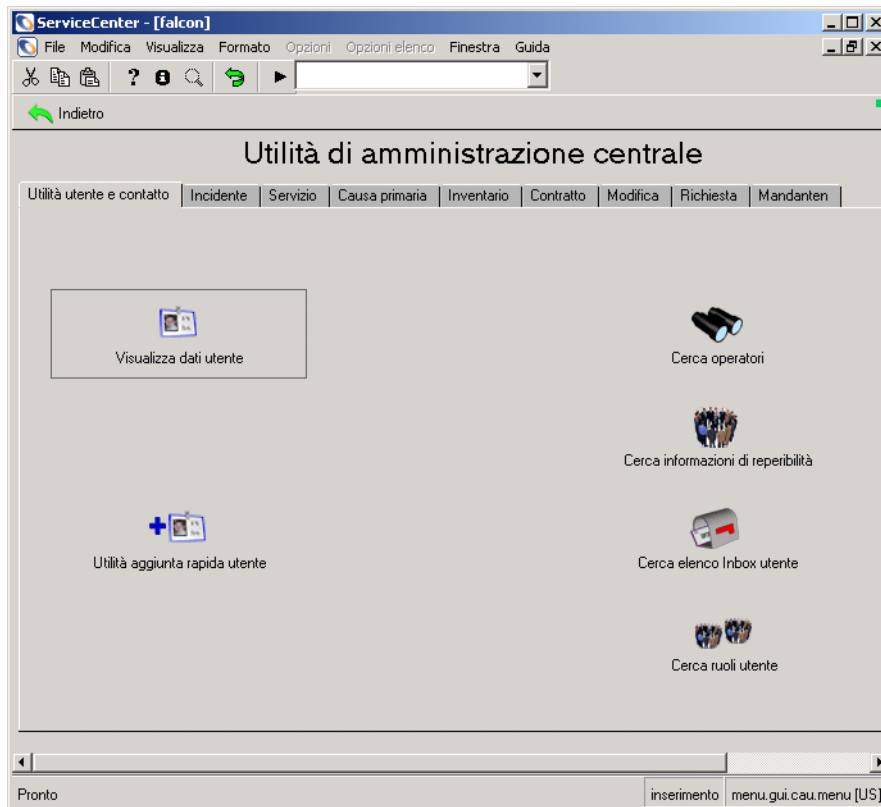 ServiceCenter - [falcon]
File Modifica Visualizza Formato Opzioni Opzioni elenco Finestra Guida
Indietro
Utilità di amministrazione centrale
Utilità utente e contatto Incidente Servizio Causa primaria Inventario Contratto Modifica Richiesta Mandanten
Visualizza dati utente
Cerca operatori
Cerca informazioni di reperibilità
Utilità aggiunta rapida utente
Cerca elenco Inbox utente
Cerca ruoli utente
Pronto inserimento menu.gui.cau.menu [US]